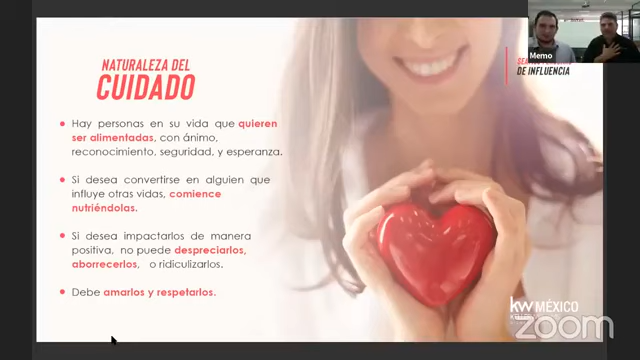 NATURALEZA DEL
CUIDADO
Hay personas en su vida que quieren
ser alimentadas, con ánimo,
reconocimiento, seguridad, y esperanza.
Si desea convertirse en alguien que
influye otras vidas, comience
nutriéndolas.
Si desea impactarlos de manera
positiva, no puede despreciarlos,
aborrecerlos, o ridiculizarlos.
Debe amarlos y respetarlos.
Memo
DE INFLUENCIA
kw MÉXICO
zoom